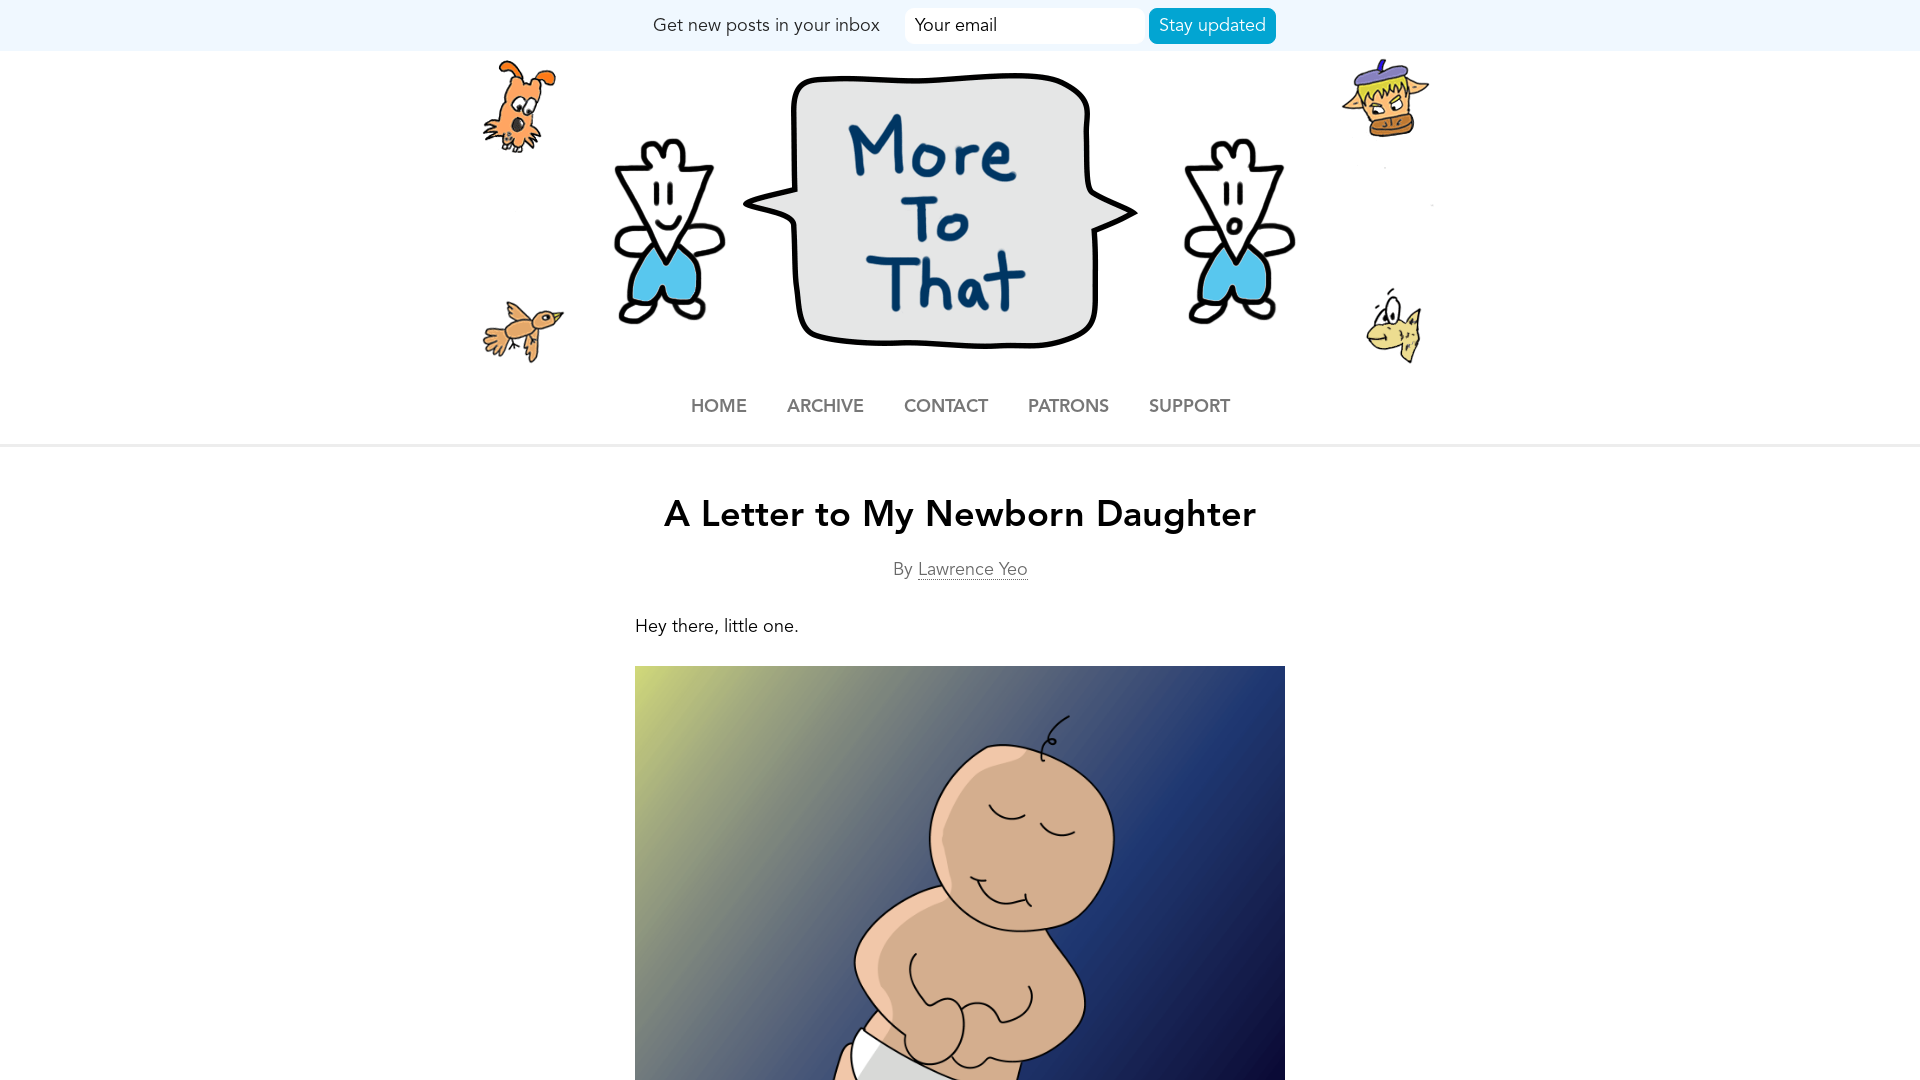 Get new posts in your inbox Your email Stay updated
More
To
That
HOME ARCHIVE CONTACT PATRONS SUPPORT
A Letter to My Newborn Daughter
By Lawrence Yeo
Hey there, little one.